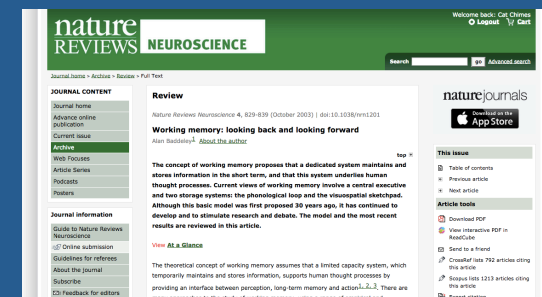 nature
REVIEWS NEUROSCIENCE
Welcome back: Cat Chimes
Logout Cart
Search go Advanced search
Journal home > Archive > Review > Full Text
JOURNAL CONTENT
Journal home
Advance online
publication
Current issue
Archive
Web Focuses
Article Series
Podcasts
Posters
Journal information
Guide to Nature Reviews
Neuroscience
Online submission
Guidelines for referees
About the journal
Subscribe
Feedback for editors
Review
Nature Reviews Neuroscience 4, 829-839 (October 2003) | doi:10.1038/nrn1201
Working memory: looking back and looking forward
Alan Baddeley1 About the author
top
The concept of working memory proposes that a dedicated system maintains and
stores information in the short term, and that this system underlies human
thought processes. Current views of working memory involve a central executive
and two storage systems: the phonological loop and the visuospatial sketchpad.
Although this basic model was first proposed 30 years ago, it has continued to
develop and to stimulate research and debate. The model and the most recent
results are reviewed in this article.
View At a Glance
The theoretical concept of working memory assumes that a limited capacity system, which
temporarily maintains and stores information, supports human thought processes by
providing an interface between perception, long-term memory and action1, 2, 3. There are
naturejournals
Download on the
App Store
This issue
Table of contents
Previous article
Next article
Article tools
Download PDF
View interactive PDF in
ReadCube
Send to a friend
CrossRef lists 792 articles citing
this article
Scopus lists 1213 articles citing
this article
Export citation